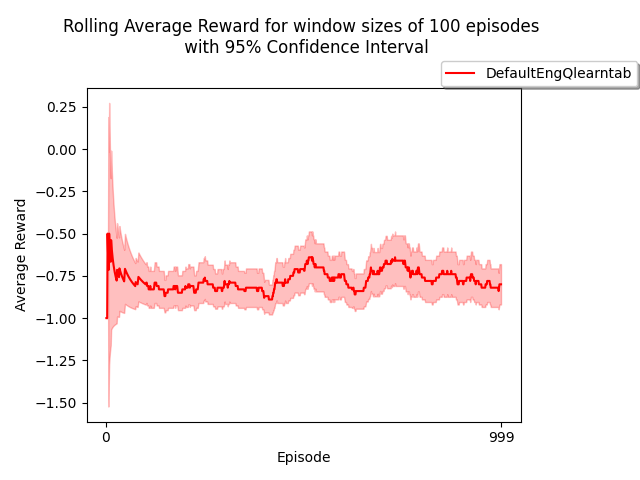 Rolling Average Reward for window sizes of 100 episodes
with 95% Confidence Interval
DefaultEngQlearntab
0.25
0.00
−0.25
−0.50
−0.75
−1.00
−1.25
−1.50
Average Reward
0
999
Episode